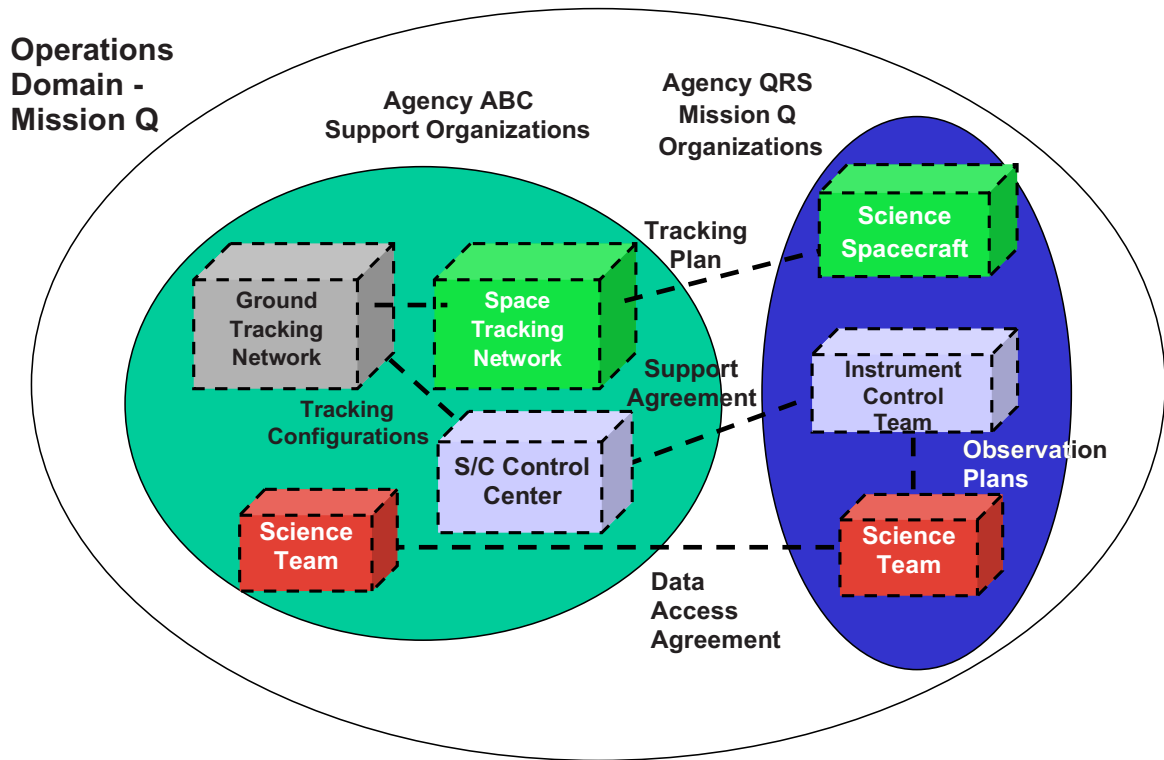 Operations
Domain -
Mission Q
Agency ABC
Support Organizations
Agency QRS
Mission Q
Organizations
Ground
Tracking
Network
Space
Tracking
Network
Tracking
Plan
Science
Spacecraft
Tracking
Configurations
S/C Control
Center
Support
Agreement
Instrument
Control
Team
Observation
Plans
Science
Team
Science
Team
Data
Access
Agreement